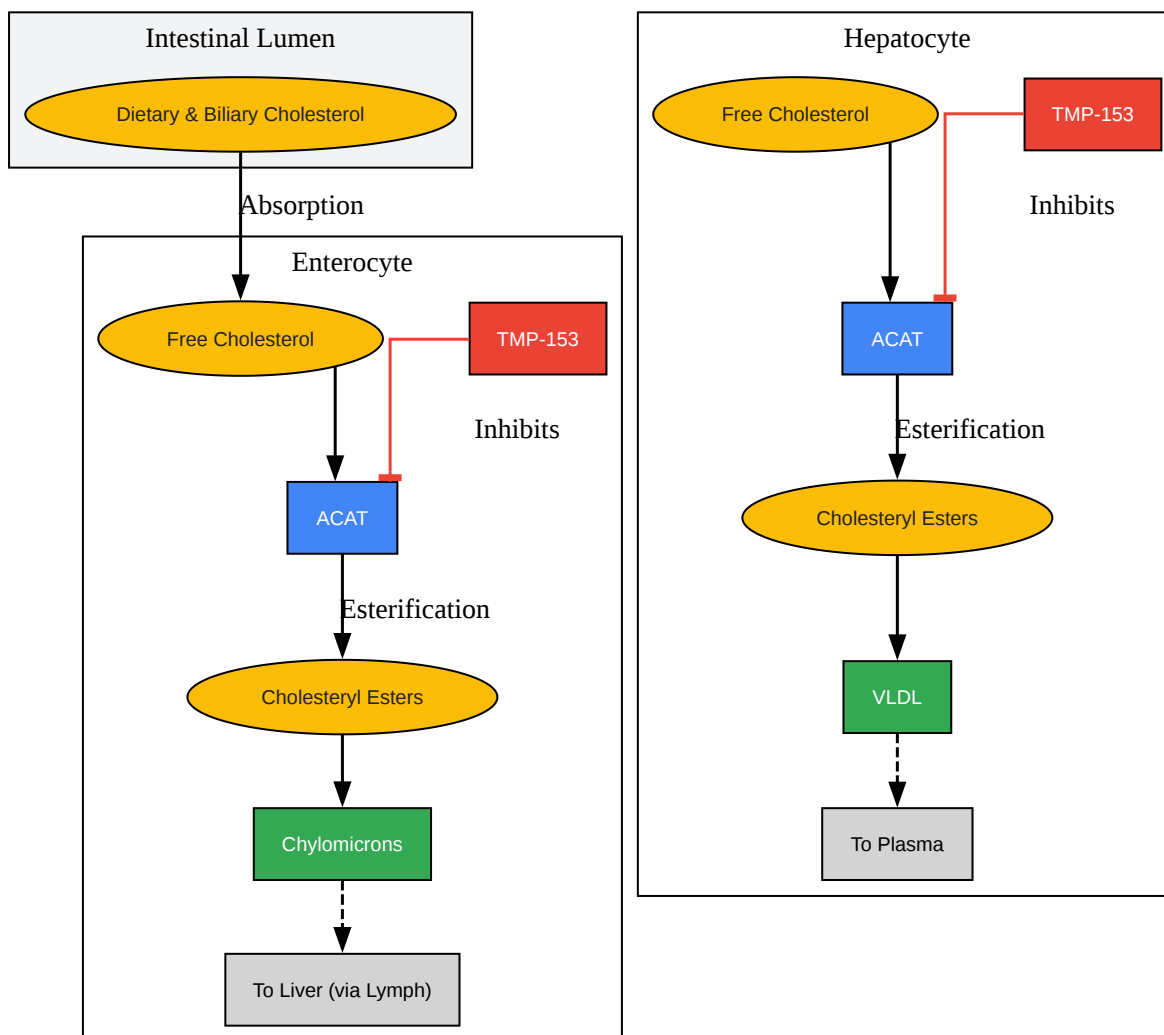 Intestinal Lumen
Dietary & Biliary Cholesterol
Absorption
Enterocyte
Free Cholesterol
TMP-153
Inhibits
ACAT
Esterification
Cholesteryl Esters
Chylomicrons
To Liver (via Lymph)
Hepatocyte
Free Cholesterol
TMP-153
Inhibits
ACAT
Esterification
Cholesteryl Esters
VLDL
To Plasma